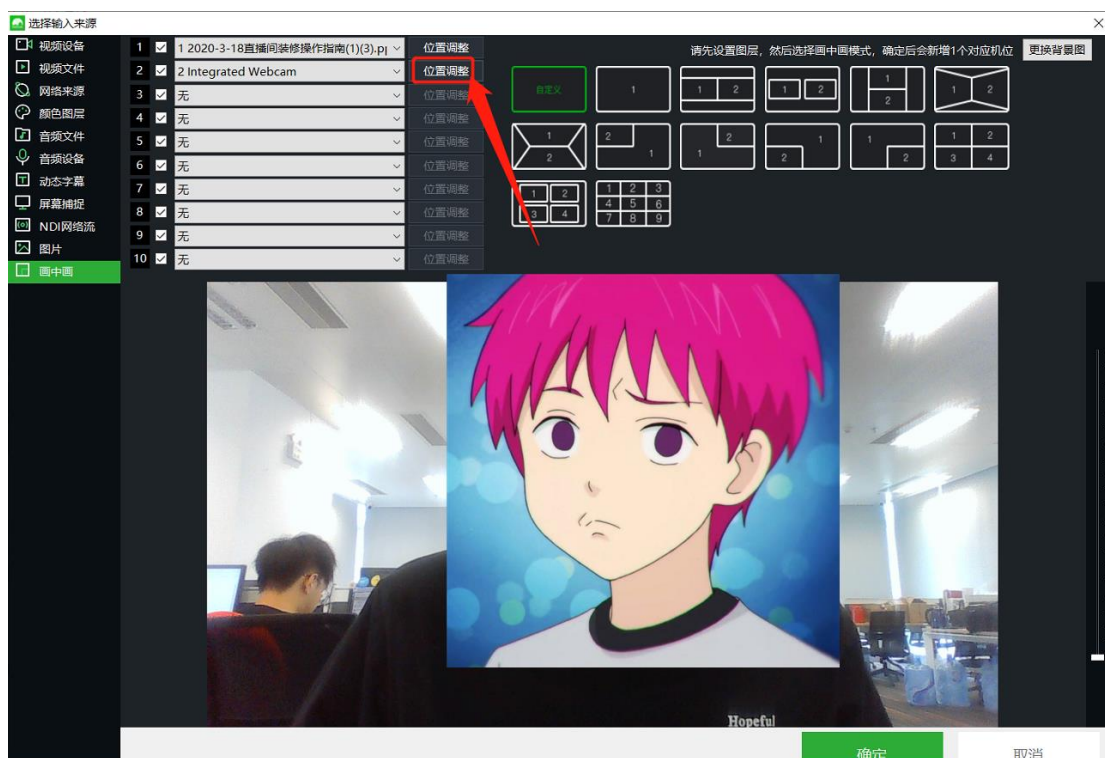 选择输入来源
视频设备
视频文件
网络来源
颜色图层
音频文件
音频设备
动态字幕
屏幕捕捉
NDI网络流
图片
画中画
1 1 2020-3-18直播间装修操作指南(1)(3).p 位置调整
2 2 Integrated Webcam 位置调整
3 无 位置调整
4 无 位置调整
5 无 位置调整
6 无 位置调整
7 无 位置调整
8 无 位置调整
9 无 位置调整
10 无 位置调整
请先设置图层，然后选择画中画模式，确定后会新增1个对应机位 更换背景图
自定义
1
1 2
1 2
1
2
1 2
1
2
2
1
2
1
1
2
1
2
1 2
3 4
1 2
3 4
1 2 3
4 5 6
7 8 9
Hopeful
确定 取消